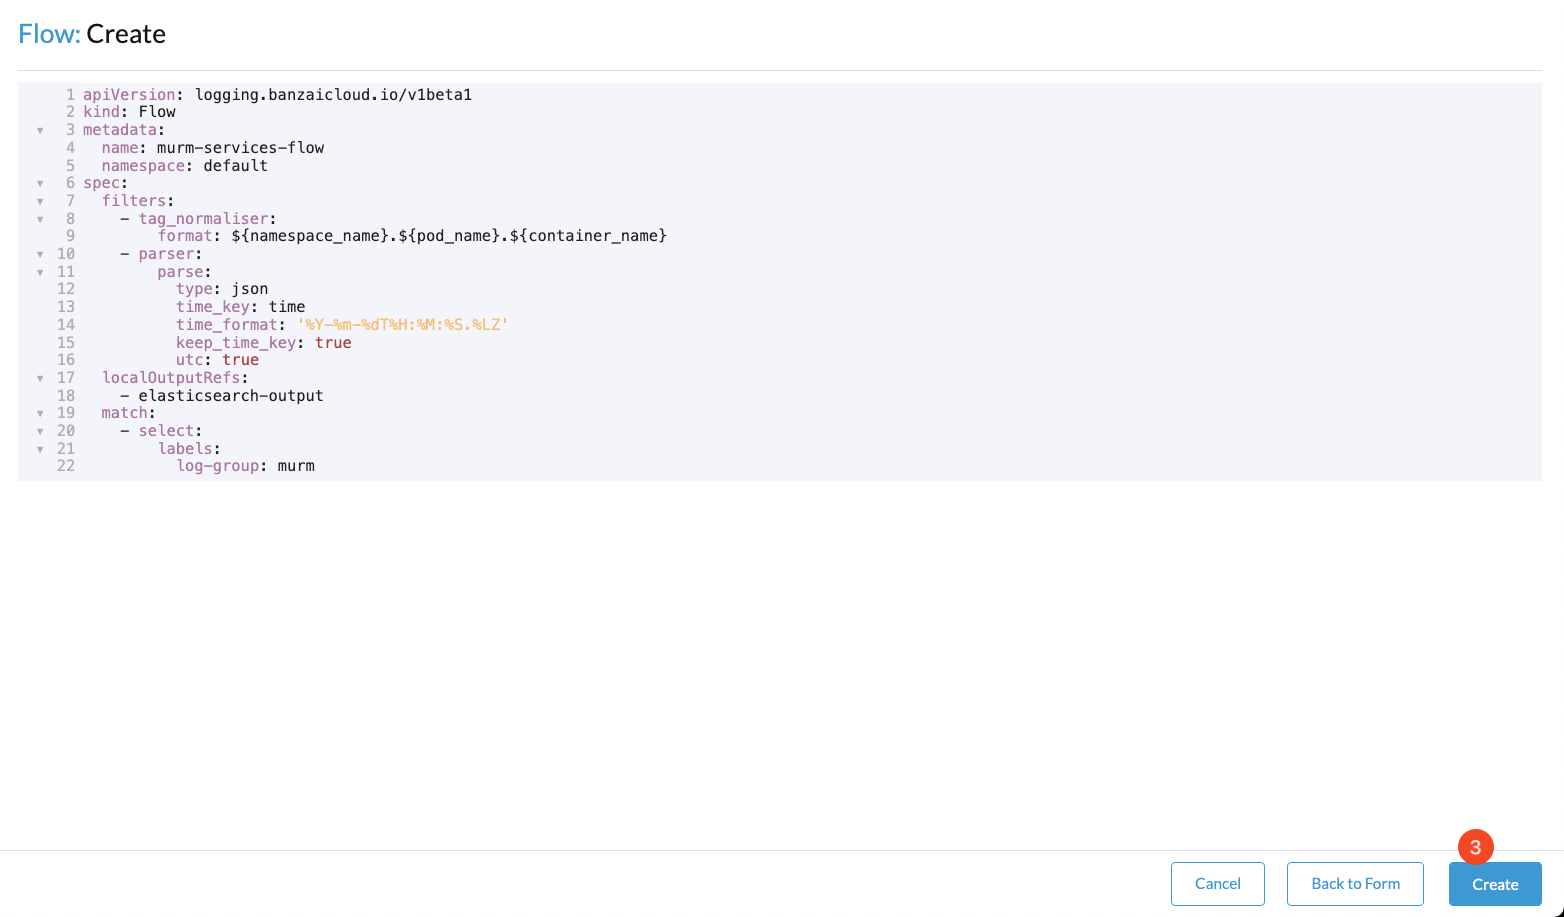 Flow: Create
1 apiVersion: logging.banzaicloud.io/v1beta1
2 kind: Flow
3 metadata:
4   name: murm-services-flow
5   namespace: default
6 spec:
7   filters:
8     - tag_normaliser:
9         format: ${namespace_name}.${pod_name}.${container_name}
10     - parser:
11         parse:
12           type: json
13           time_key: time
14           time_format: '%Y-%m-%dT%H:%M:%S.%LZ'
15           keep_time_key: true
16           utc: true
17   localOutputRefs:
18     - elasticsearch-output
19   match:
20     - select:
21         labels:
22           log-group: murm
3
Cancel Back to Form Create